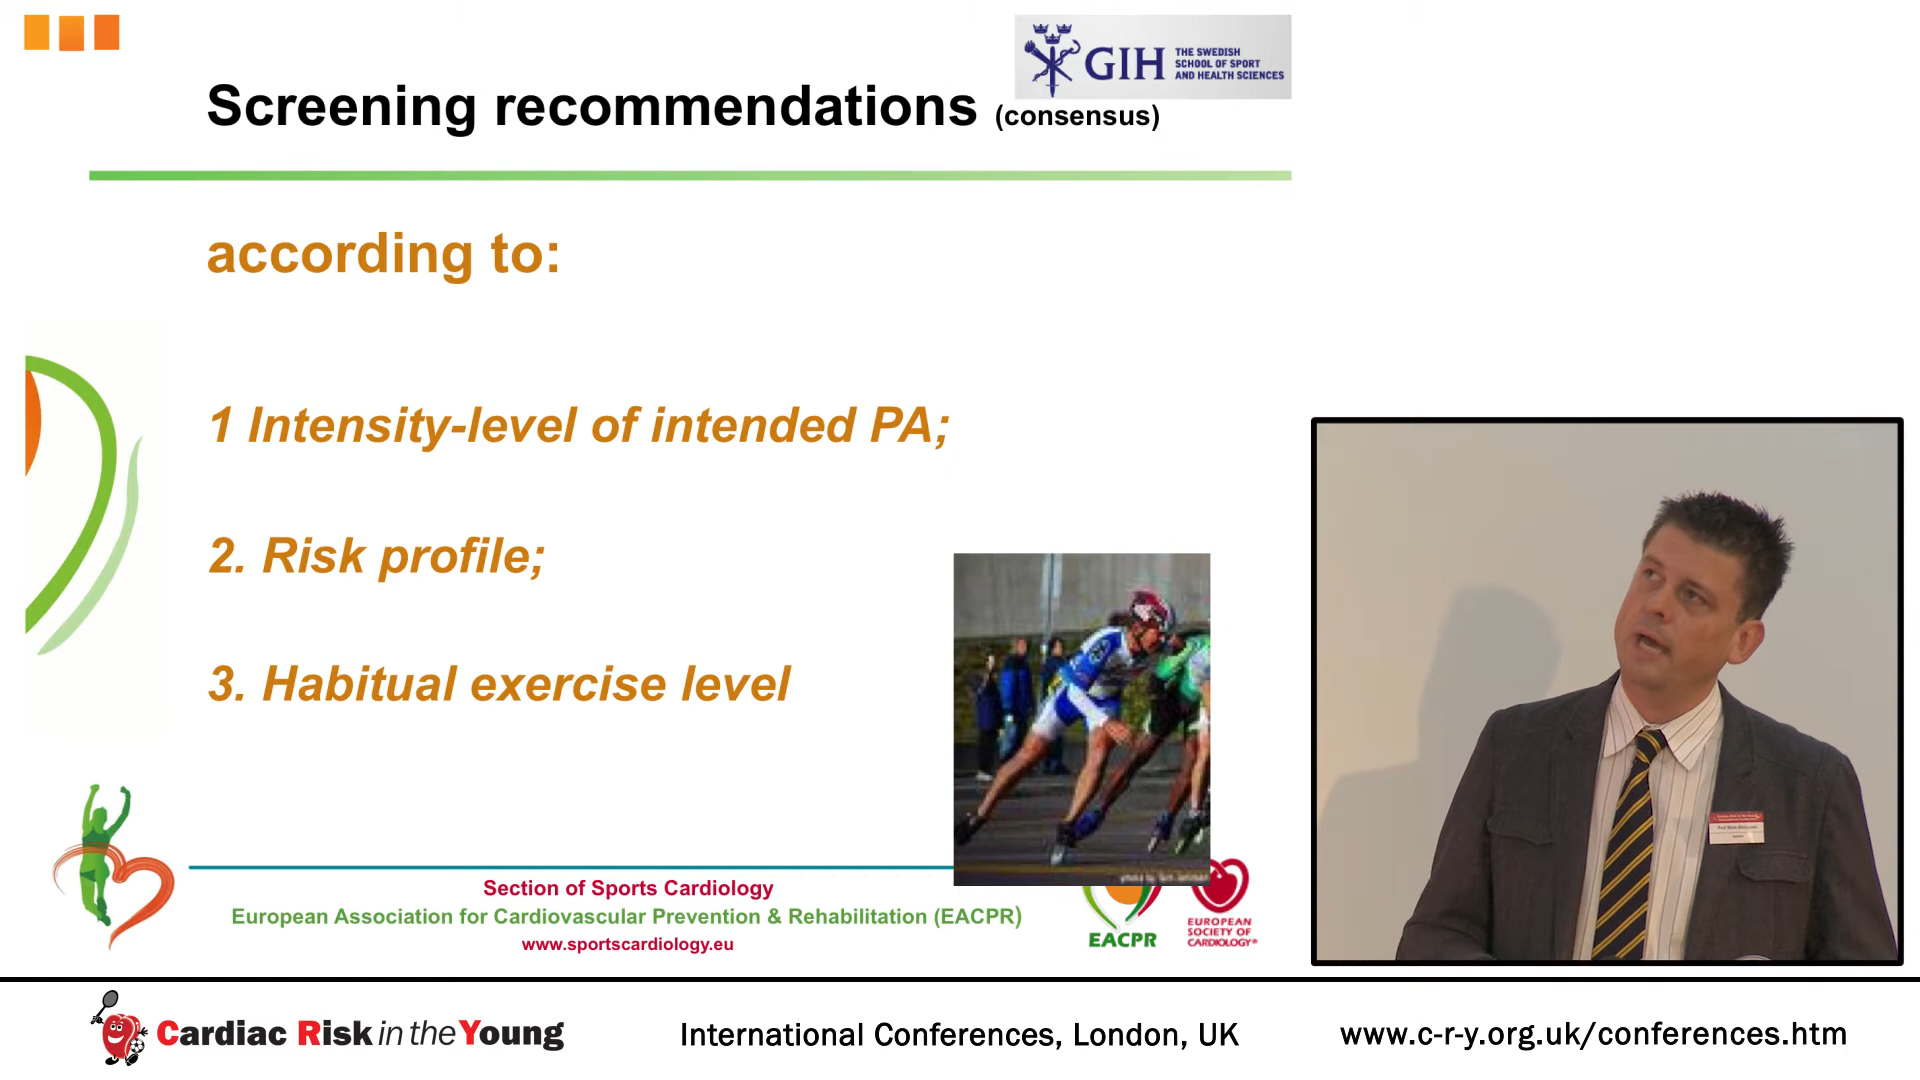 GIH THE SWEDISH
SCHOOL OF SPORT
AND HEALTH SCIENCES
Screening recommendations (consensus)
according to:
1 Intensity-level of intended PA;
2. Risk profile;
3. Habitual exercise level
Section of Sports Cardiology
European Association for Cardiovascular Prevention & Rehabilitation (EACPR)
www.sportscardiology.eu
EACPR
EUROPEAN
SOCIETY OF
CARDIOLOGY®
Cardiac Risk in the Young
International Conferences, London, UK
www.c-r-y.org.uk/conferences.htm